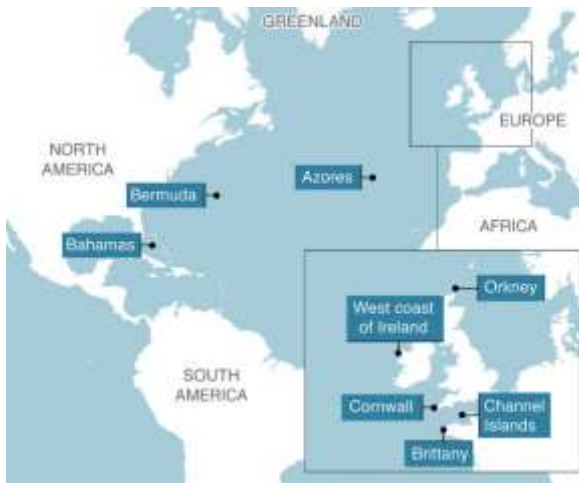 GREENLAND
EUROPE
NORTH
AMERICA
Azores
Bermuda
AFRICA
Bahamas
Orkney
West coast
of Ireland
SOUTH
AMERICA
Cornwall
Channel
Islands
Brittany